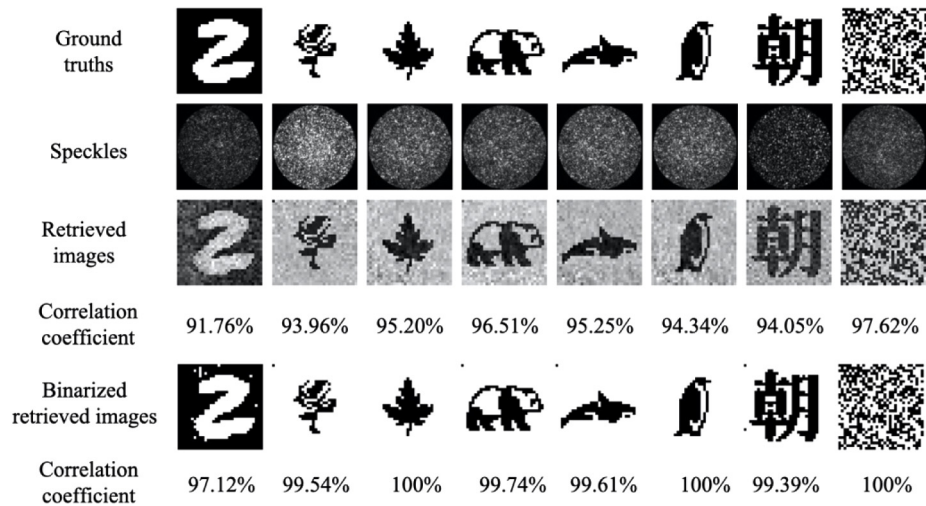 Ground
truths
朝
Speckles
Retrieved
images
朝
Correlation
coefficient
91.76% 93.96% 95.20% 96.51% 95.25% 94.34% 94.05% 97.62%
Binarized
retrieved images
朝
Correlation
coefficient
97.12% 99.54% 100% 99.74% 99.61% 100% 99.39% 100%